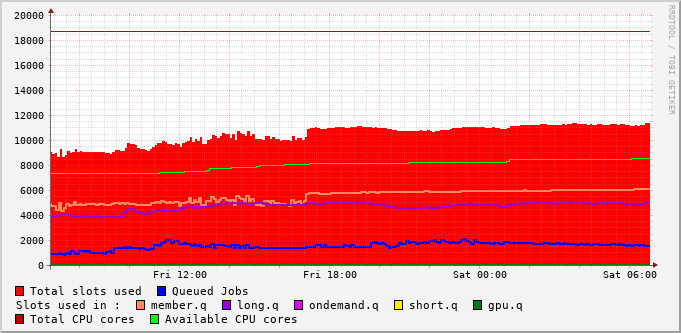 20000
18000
16000
14000
12000
10000
8000
6000
4000
2000
0
Fri 12:00 Fri 18:00 Sat 00:00 Sat 06:00
Total slots used Queued Jobs
Slots used in : member.q long.q ondemand.q short.q gpu.q
Total CPU cores Available CPU cores
RRDTOOL / TOBI OETIKER